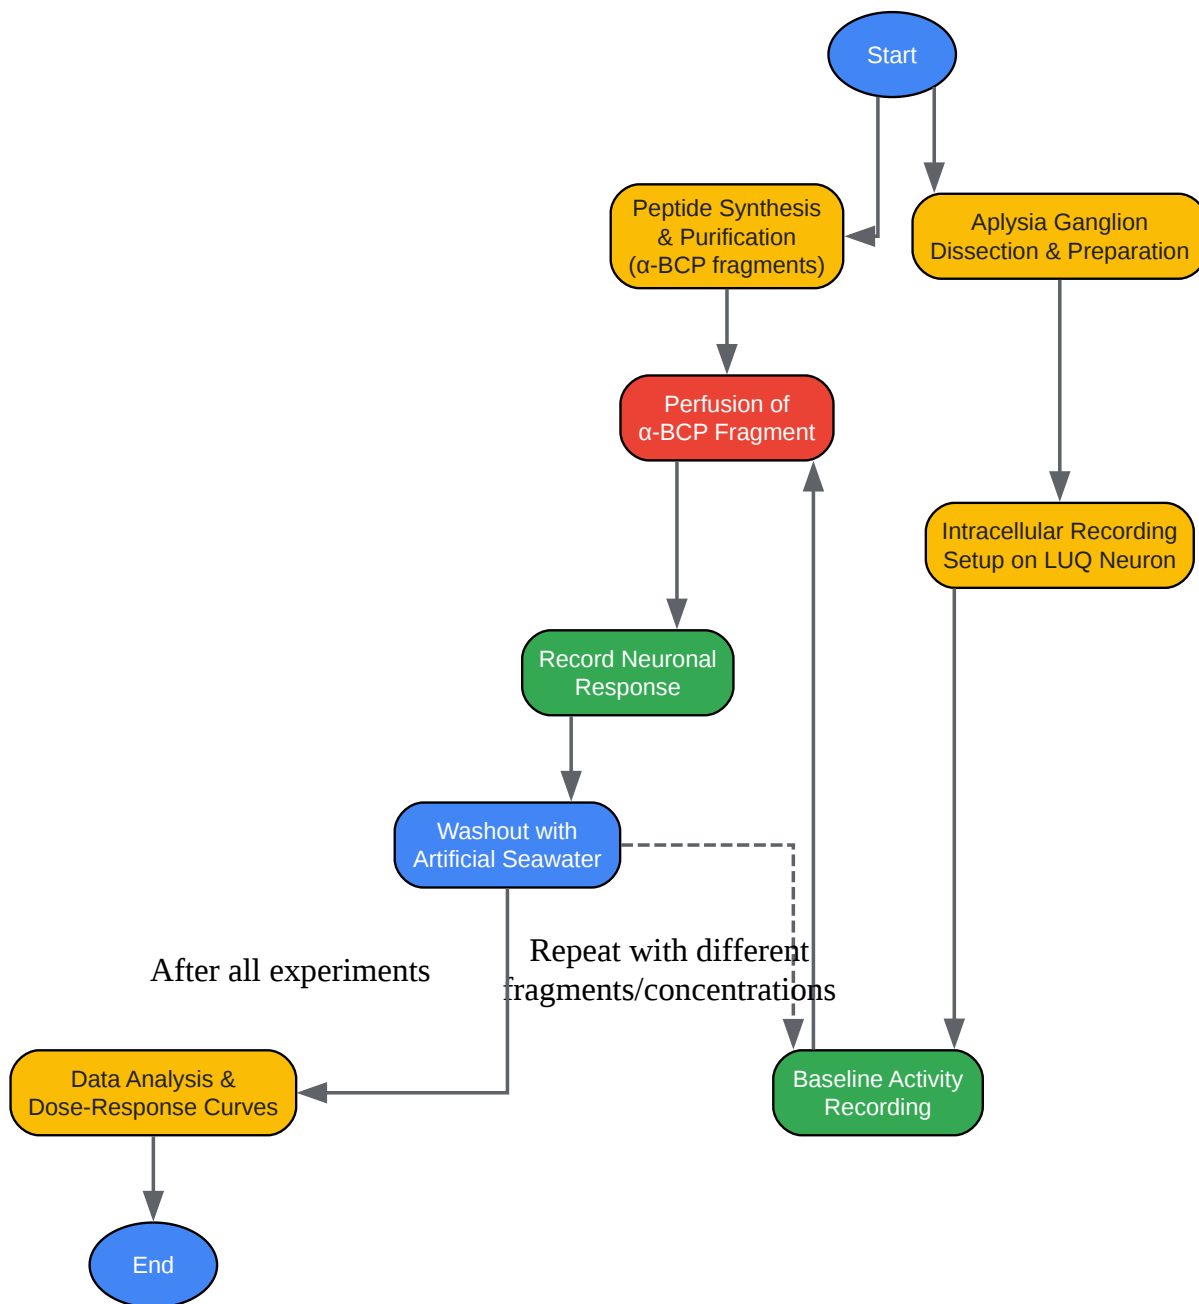 Start
Peptide Synthesis
& Purification
(α-BCP fragments)
Aplysia Ganglion
Dissection & Preparation
Perfusion of
α-BCP Fragment
Intracellular Recording
Setup on LUQ Neuron
Record Neuronal
Response
Washout with
Artificial Seawater
After all experiments
Repeat with different
fragments/concentrations
Data Analysis &
Dose-Response Curves
Baseline Activity
Recording
End